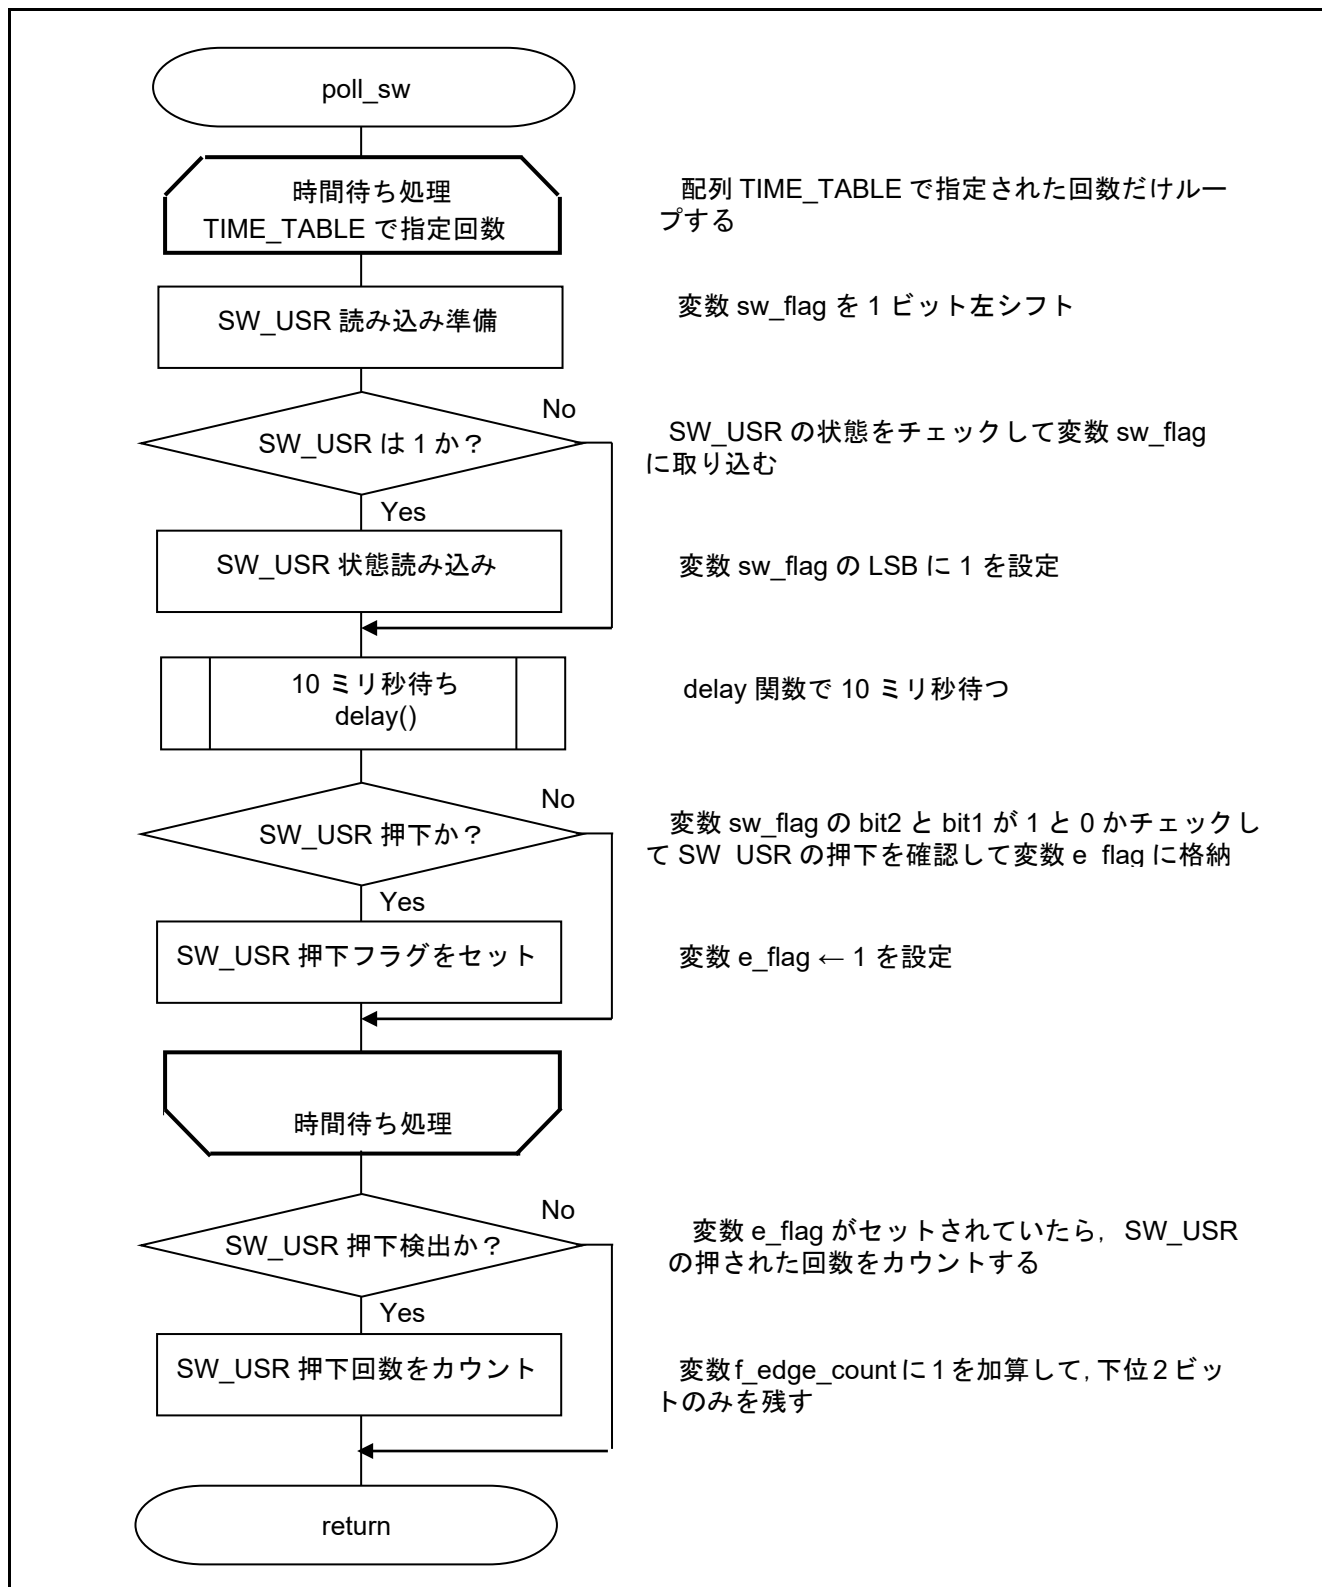 poll_sw
時間待ち処理
TIME_TABLE で指定回数
配列 TIME_TABLE で指定された回数だけルー
プする
SW_USR 読み込み準備
変数 sw_flag を 1 ビット左シフト
No
SW_USR は 1 か？
SW_USR の状態をチェックして変数 sw_flag
に取り込む
Yes
SW_USR 状態読み込み
変数 sw_flag の LSB に 1 を設定
10 ミリ秒待ち
delay()
delay 関数で 10 ミリ秒待つ
No
SW_USR 押下か？
変数 sw_flag の bit2 と bit1 が 1 と 0 かチェックし
て SW_USR の押下を確認して変数 e_flag に格納
Yes
SW_USR 押下フラグをセット
変数 e_flag ← 1 を設定
時間待ち処理
No
SW_USR 押下検出か？
変数 e_flag がセットされていたら，SW_USR
の押された回数をカウントする
Yes
SW_USR 押下回数をカウント
変数 f_edge_count に 1 を加算して, 下位 2 ビッ
トのみを残す
return